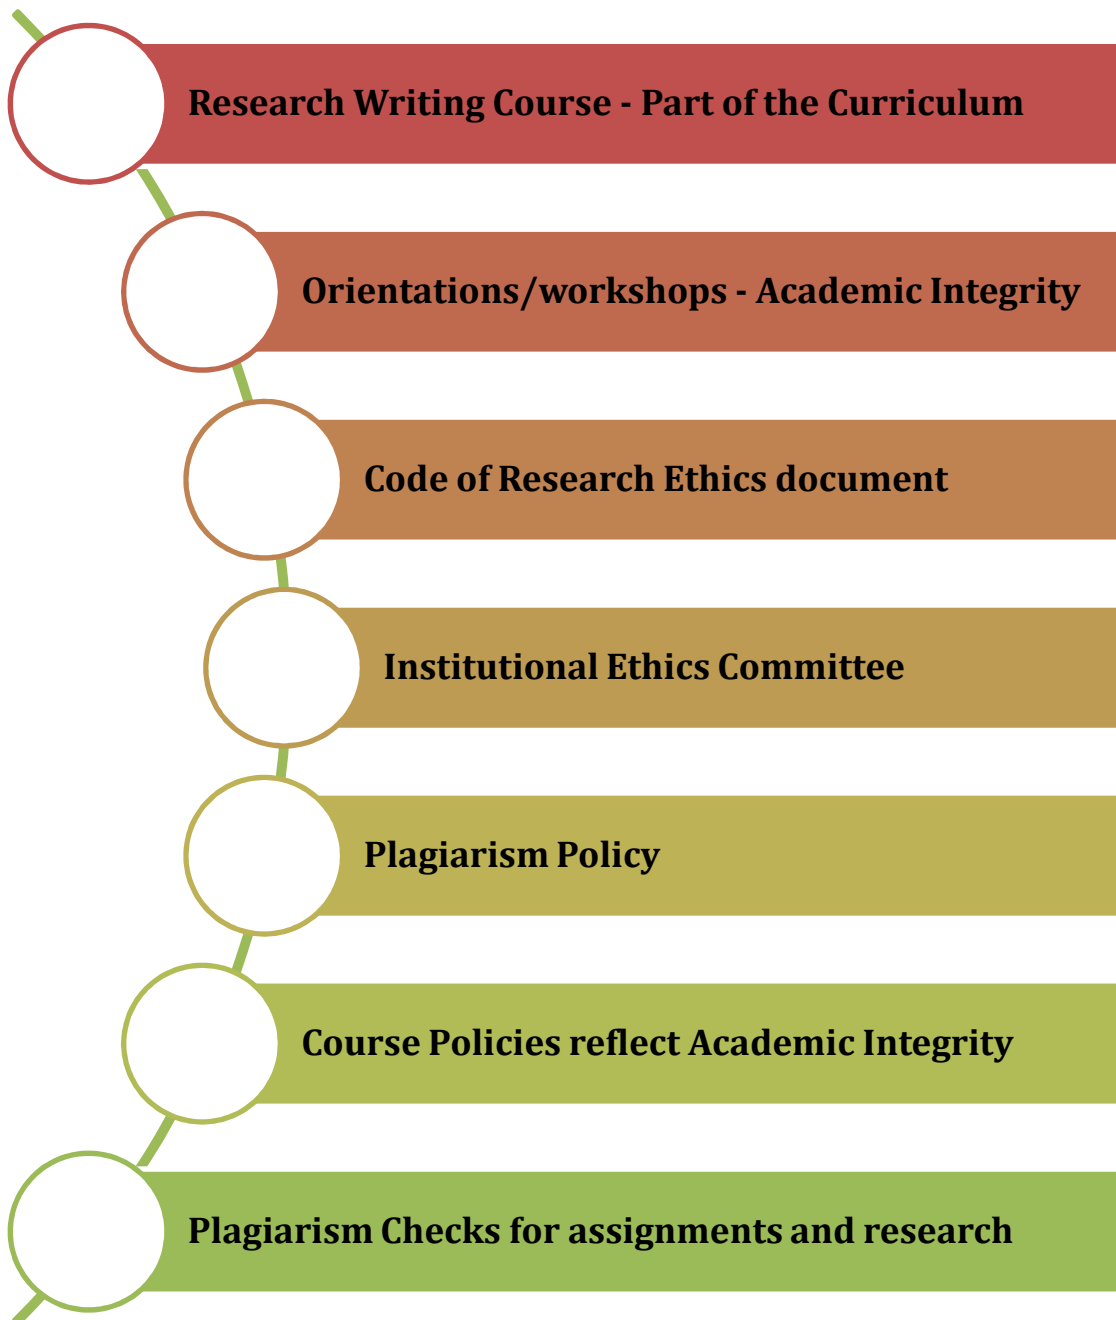 Research Writing Course - Part of the Curriculum
Orientations/workshops - Academic Integrity
Code of Research Ethics document
Institutional Ethics Committee
Plagiarism Policy
Course Policies reflect Academic Integrity
Plagiarism Checks for assignments and research